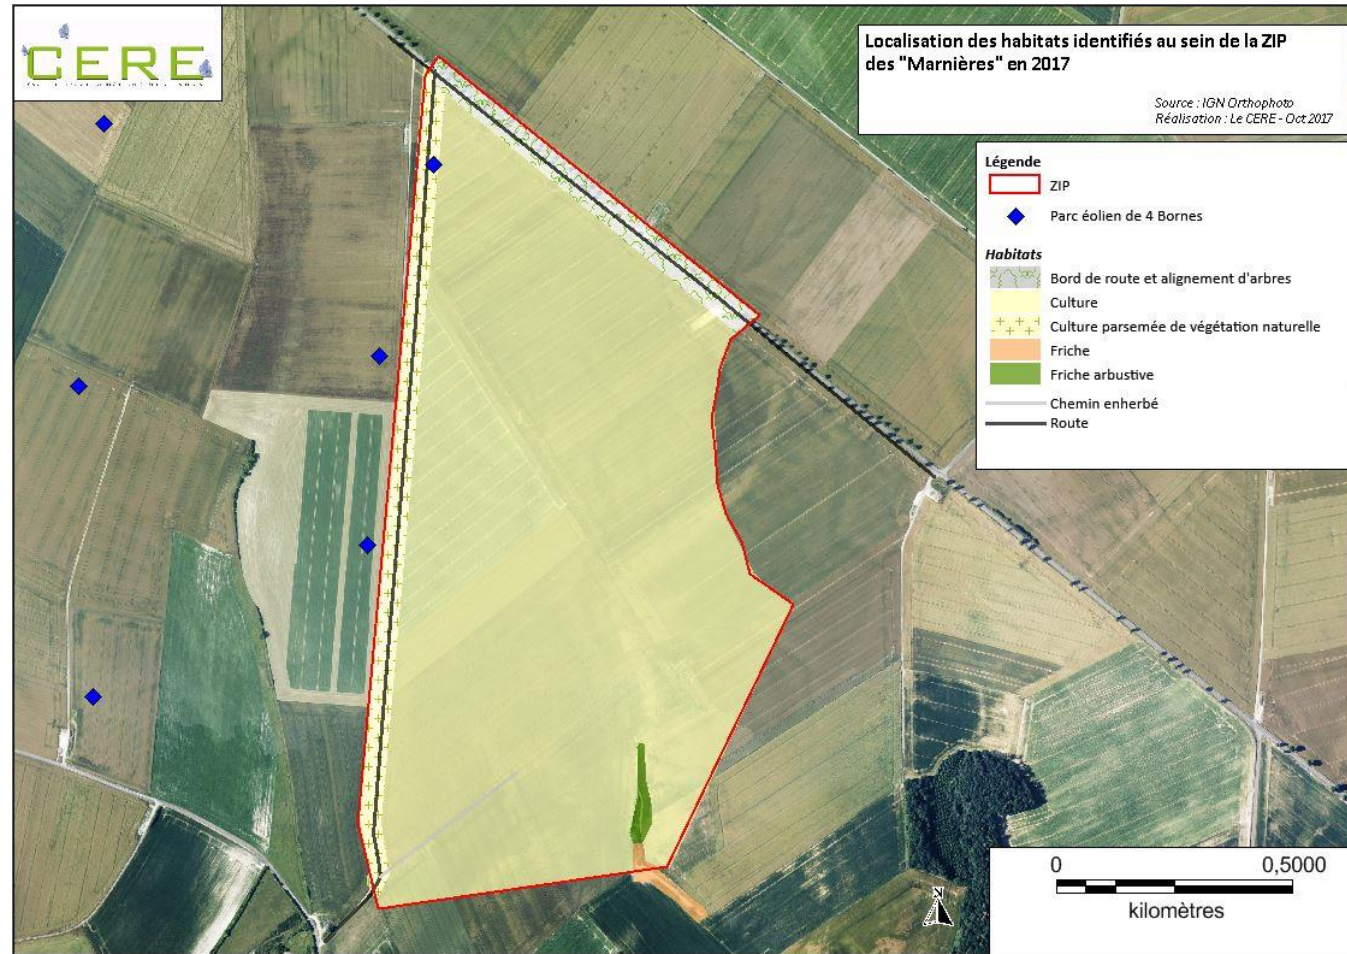 CERE
Localisation des habitats identifiés au sein de la ZIP
des "Marnières" en 2017
Source : IGN Orthophoto
Réalisation : Le CERE - Oct 2017
Légende
ZIP
Parc éolien de 4 Bornes
Habitats
Bord de route et alignement d'arbres
Culture
Culture parsemée de végétation naturelle
Friche
Friche arbustive
Chemin enherbé
Route
N
0 0,5000
kilomètres